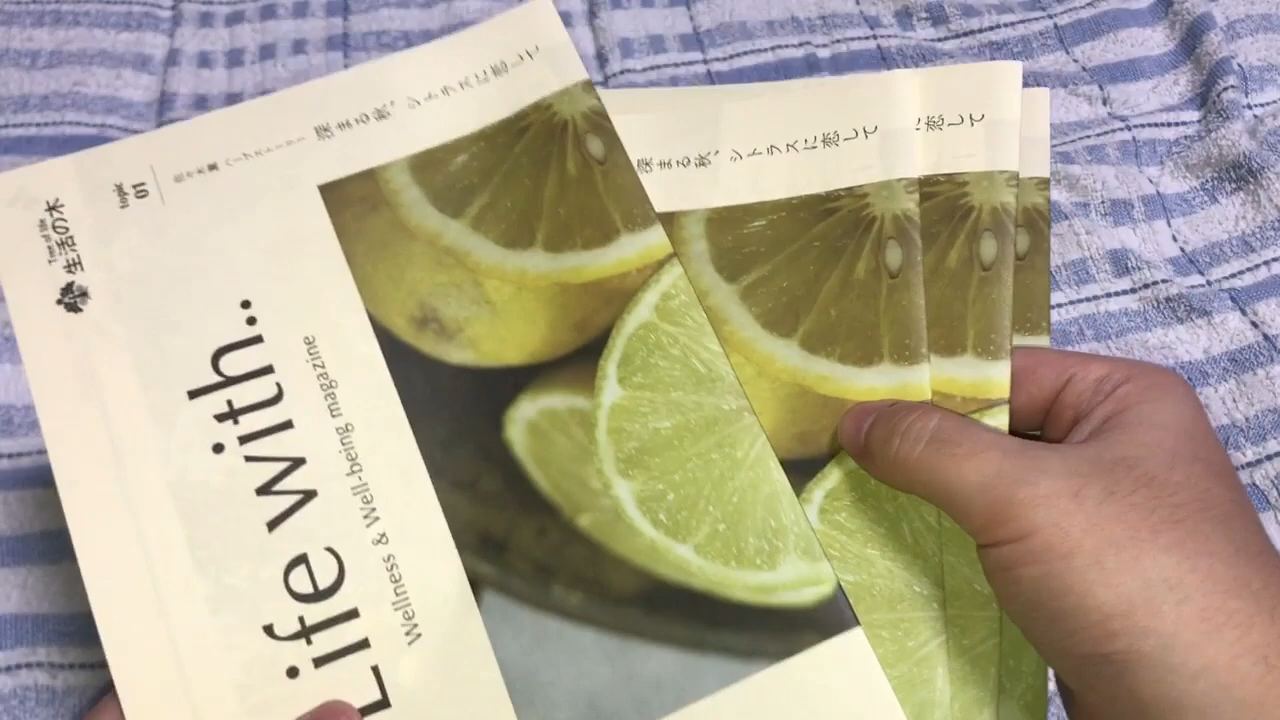 Tree of life
生活の木
topic
01
深まる秋、シトラスに恋して
Life with..
Wellness & Well-being magazine
深まる秋、シトラスに恋して
に恋して